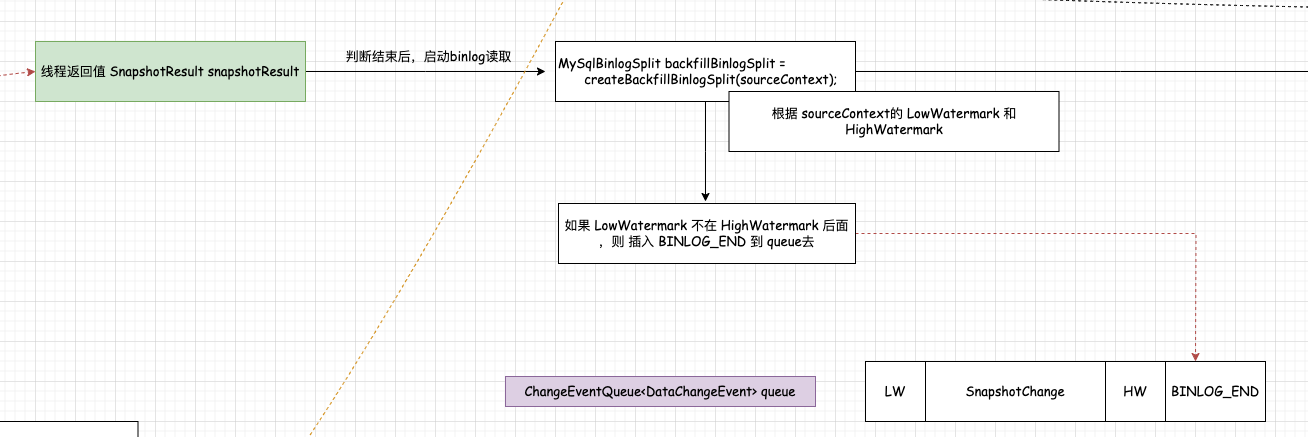 线程返回值 SnapshotResult snapshotResult
判断结束后，启动binlog读取
MySqlBinlogSplit backfillBinlogSplit =
createBackfillBinlogSplit(sourceContext);
根据 sourceContext的 LowWatermark 和
HighWatermark
如果 LowWatermark 不在 HighWatermark 后面
，则 插入 BINLOG_END 到 queue去
ChangeEventQueue<DataChangeEvent> queue
LW
SnapshotChange
HW
BINLOG_END